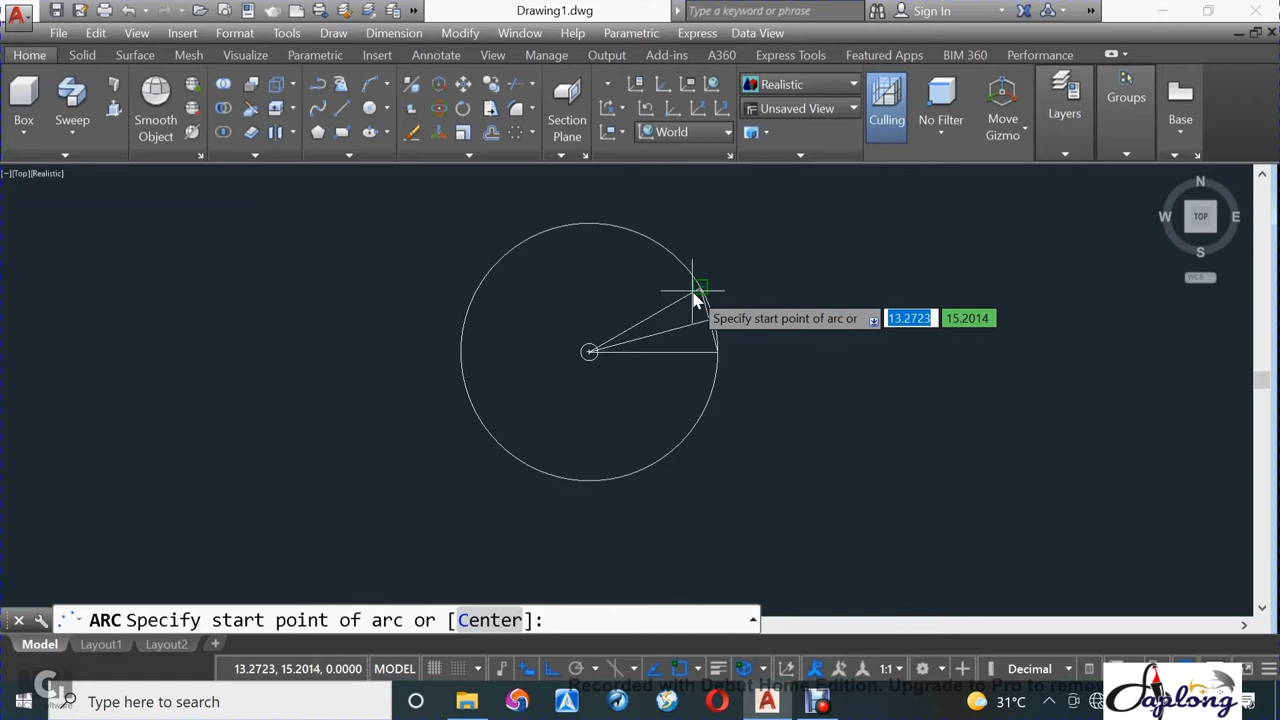 Drawing1.dwg
Type a keyword or phrase
Sign In
File Edit View Insert Format Tools Draw Dimension Modify Window Help Parametric Express Data View
Home Solid Surface Mesh Visualize Parametric Insert Annotate View Manage Output Add-ins A360 Express Tools Featured Apps BIM 360 Performance
Realistic
Unsaved View
World
Box Sweep Smooth Object Section Plane Culling No Filter Move Gizmo Layers Groups Base
[−][Top][Realistic]
N
W TOP E
S
WCS
Specify start point of arc or 13.2723 15.2014
ARC Specify start point of arc or [Center]:
Model Layout1 Layout2 +
13.2723, 15.2014, 0.0000 MODEL 1:1 Decimal
Recorded with Debut Home Edition. Upgrade to Pro to remov
Type here to search
31°C
Daplong